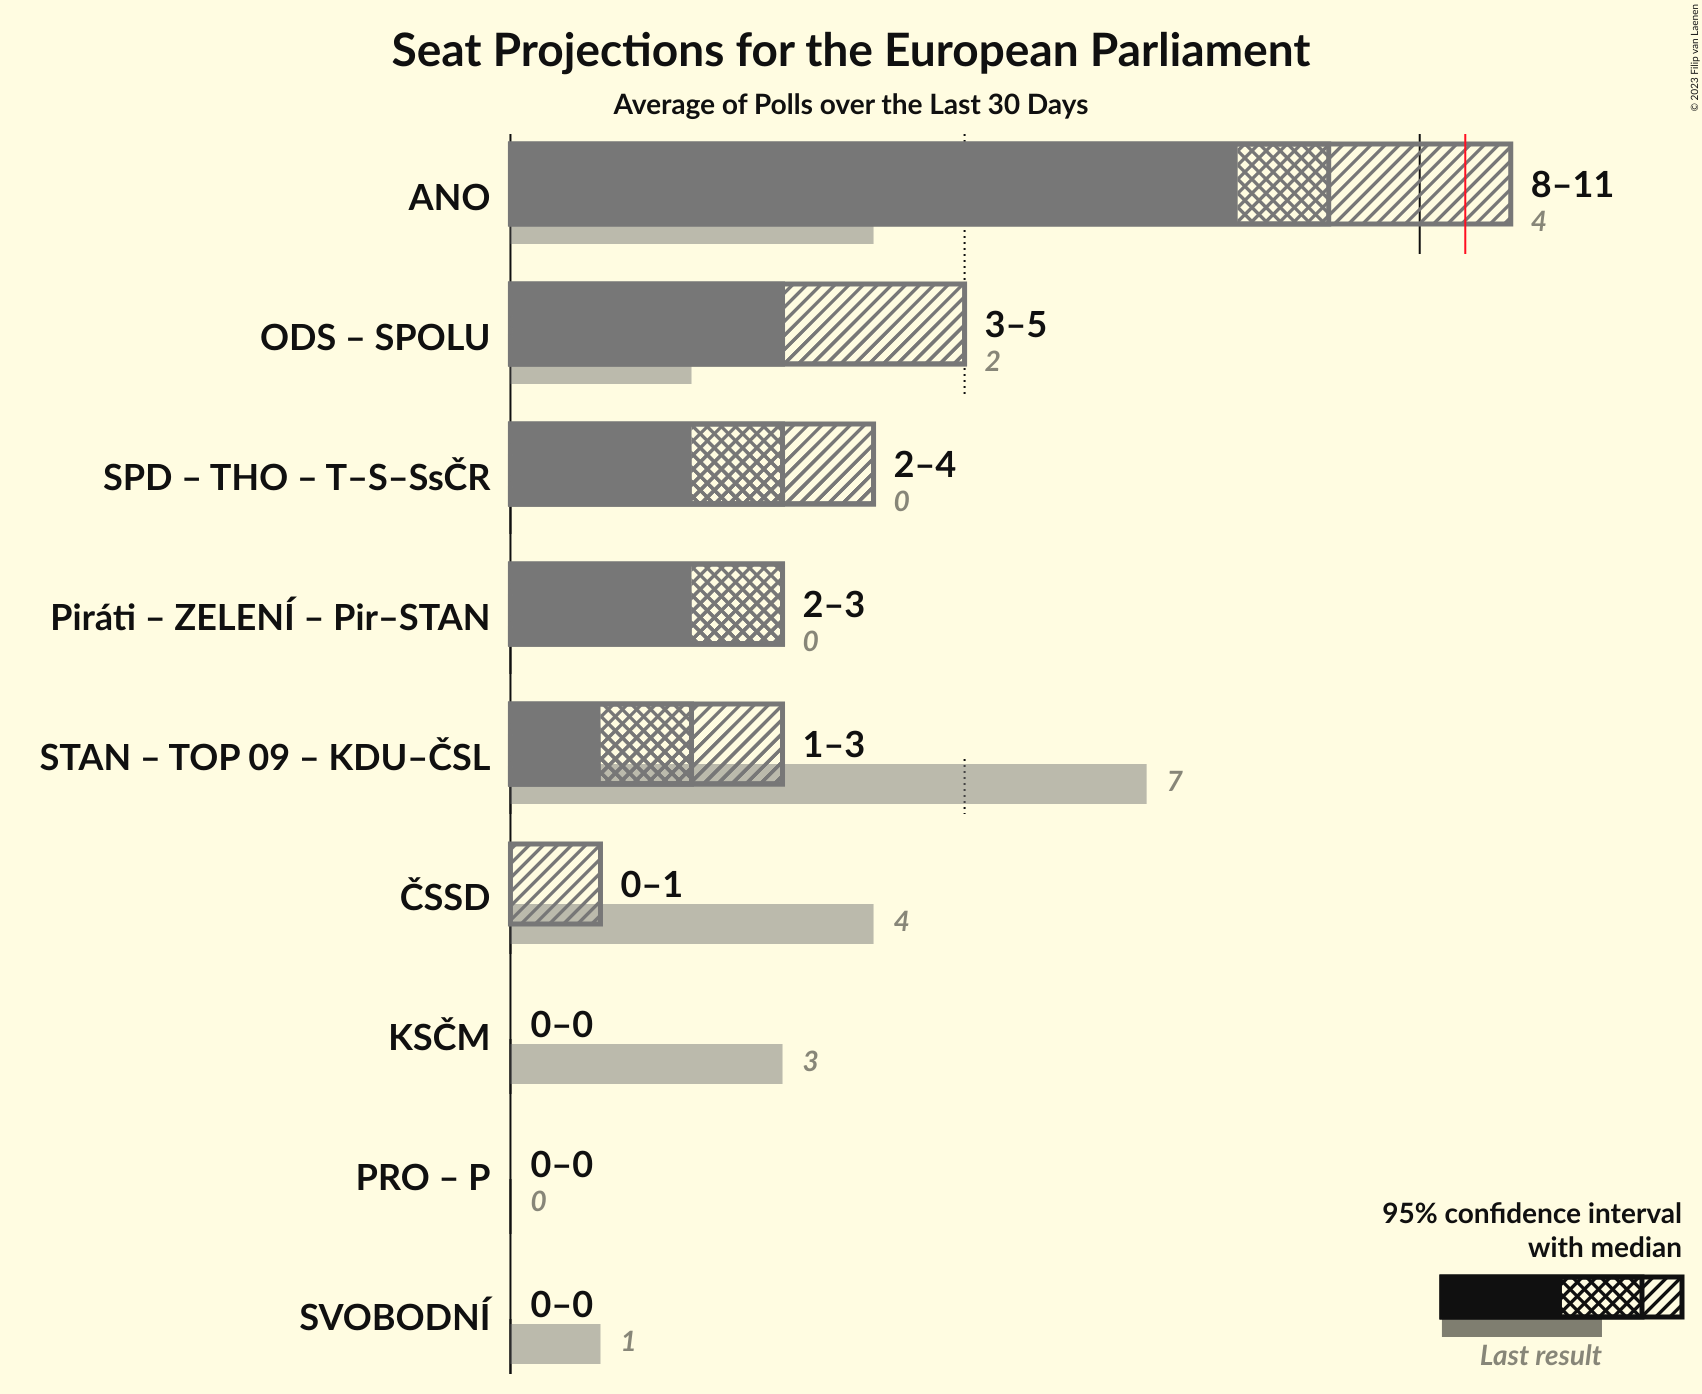 Seat Projections for the European Parliament
Average of Polls over the Last 30 Days
© 2023 Filip van Laenen
ANO
8–11
4
ODS – SPOLU
3–5
2
SPD – THO – T–S–SsČR
2–4
0
Piráti – ZELENÍ – Pir–STAN
2–3
0
STAN – TOP 09 – KDU–ČSL
1–3
7
ČSSD
0–1
4
KSČM
0–0
3
PRO – P
0–0
0
SVOBODNÍ
0–0
1
95% confidence interval
with median
Last result